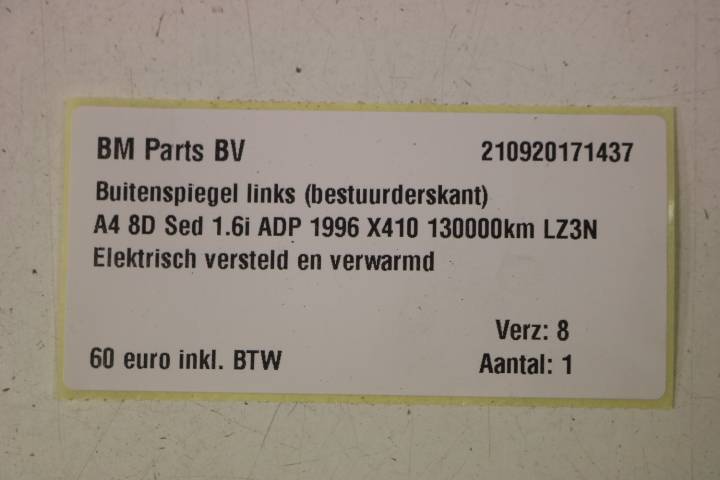 BM Parts BV 210920171437
Buitenspiegel links (bestuurderskant)
A4 8D Sed 1.6i ADP 1996 X410 130000km LZ3N
Elektrisch versteld en verwarmd
Verz: 8
60 euro inkl. BTW Aantal: 1